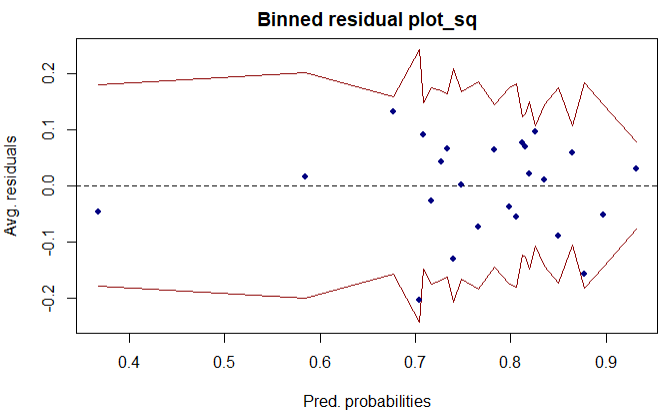 Binned residual plot_sq
Avg. residuals
0.2
0.1
0.0
-0.1
-0.2
0.4 0.5 0.6 0.7 0.8 0.9
Pred. probabilities